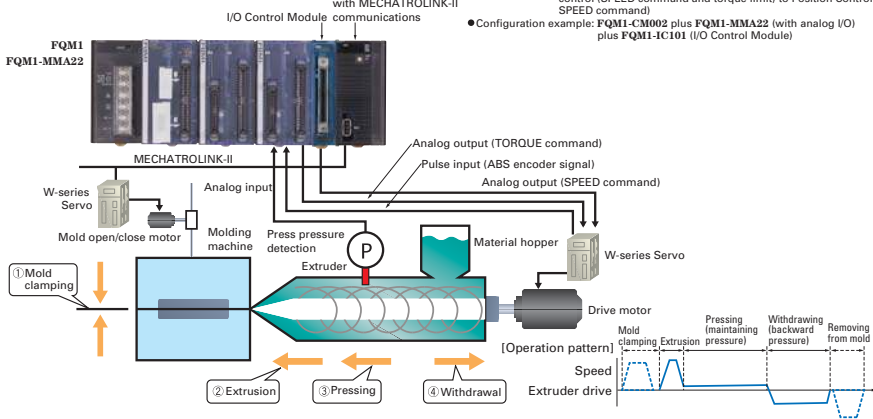 with MECHATROLINK-II
I/O Control Module communications
control (SPEED command and torque limit) to Position Control
SPEED command)
●Configuration example: FQM1-CM002 plus FQM1-MMA22 (with analog I/O)
plus FQM1-IC101 (I/O Control Module)
FQM1
FQM1-MMA22
MECHATROLINK-II
Analog output (TORQUE command)
Pulse input (ABS encoder signal)
Analog output (SPEED command)
W-series
Servo
Analog input
Mold open/close motor
Molding
machine
Press pressure
detection
P
Material hopper
W-series Servo
Extruder
①Mold
clamping
Drive motor
②Extrusion
③Pressing
④Withdrawal
[Operation pattern]
Mold
clamping
Extrusion
Pressing
(maintaining
pressure)
Withdrawing
(backward
pressure)
Removing
from mold
Speed
Extruder drive
Time